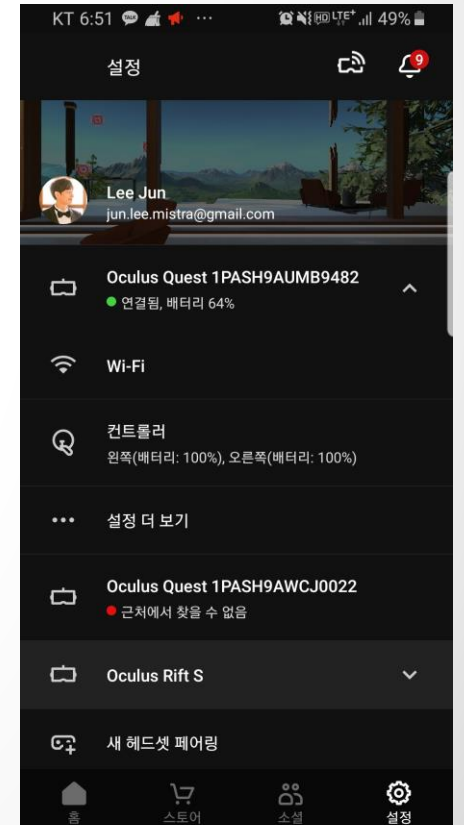 KT 6:51 TALK ··· HD LTE+ 49%
설정
9
Lee Jun
jun.lee.mistra@gmail.com
Oculus Quest 1PASH9AUMB9482
연결됨, 배터리 64%
Wi-Fi
컨트롤러
왼쪽(배터리: 100%), 오른쪽(배터리: 100%)
설정 더 보기
Oculus Quest 1PASH9AWCJ0022
근처에서 찾을 수 없음
Oculus Rift S
새 헤드셋 페어링
홈 스토어 소셜 설정